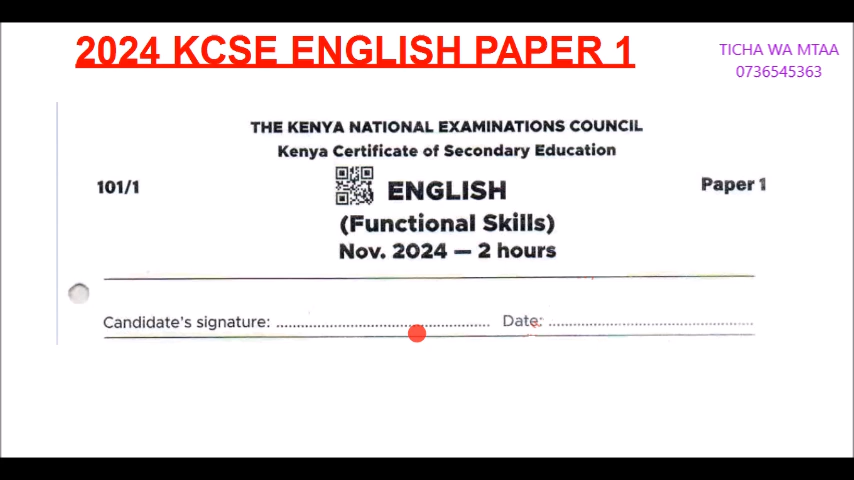 2024 KCSE ENGLISH PAPER 1
TICHA WA MTAA
0736545363
THE KENYA NATIONAL EXAMINATIONS COUNCIL
Kenya Certificate of Secondary Education
101/1
ENGLISH
Paper 1
(Functional Skills)
Nov. 2024 — 2 hours
Candidate's signature: ............................................................ Date: ............................................................